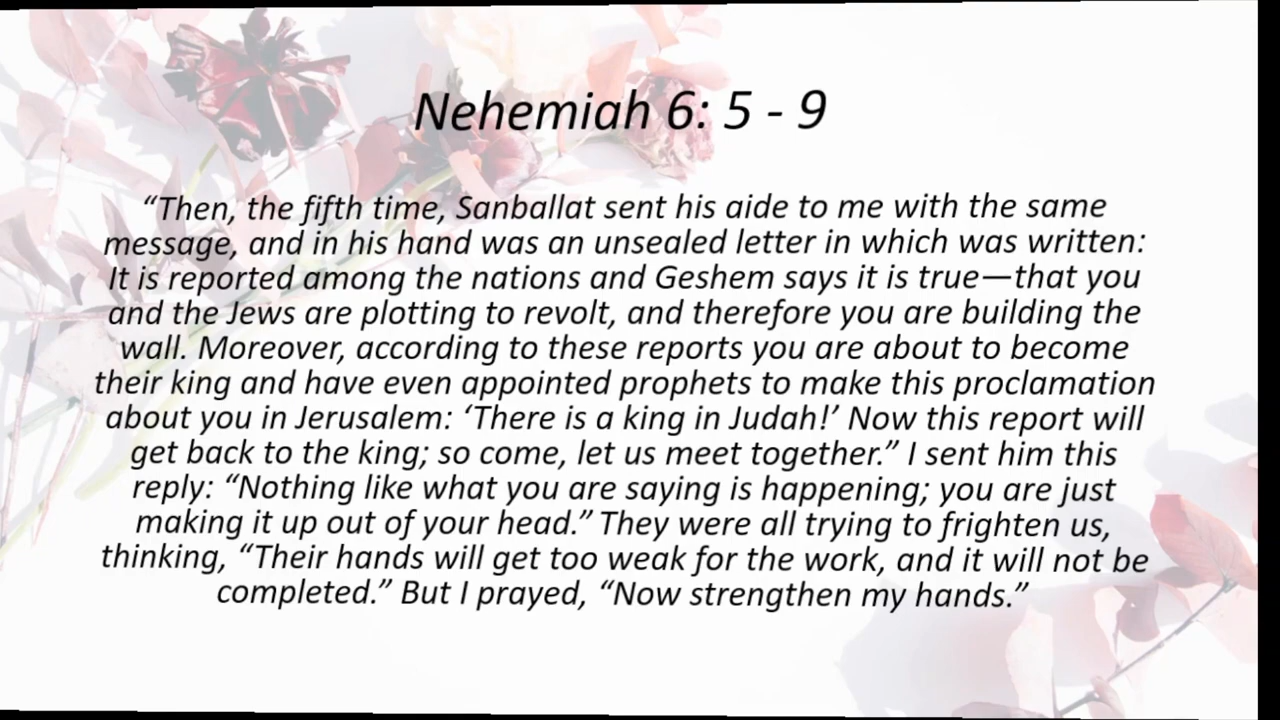 Nehemiah 6: 5 - 9
“Then, the fifth time, Sanballat sent his aide to me with the same
message, and in his hand was an unsealed letter in which was written:
It is reported among the nations and Geshem says it is true—that you
and the Jews are plotting to revolt, and therefore you are building the
wall. Moreover, according to these reports you are about to become
their king and have even appointed prophets to make this proclamation
about you in Jerusalem: ‘There is a king in Judah!’ Now this report will
get back to the king; so come, let us meet together.” I sent him this
reply: “Nothing like what you are saying is happening; you are just
making it up out of your head.” They were all trying to frighten us,
thinking, “Their hands will get too weak for the work, and it will not be
completed.” But I prayed, “Now strengthen my hands.”